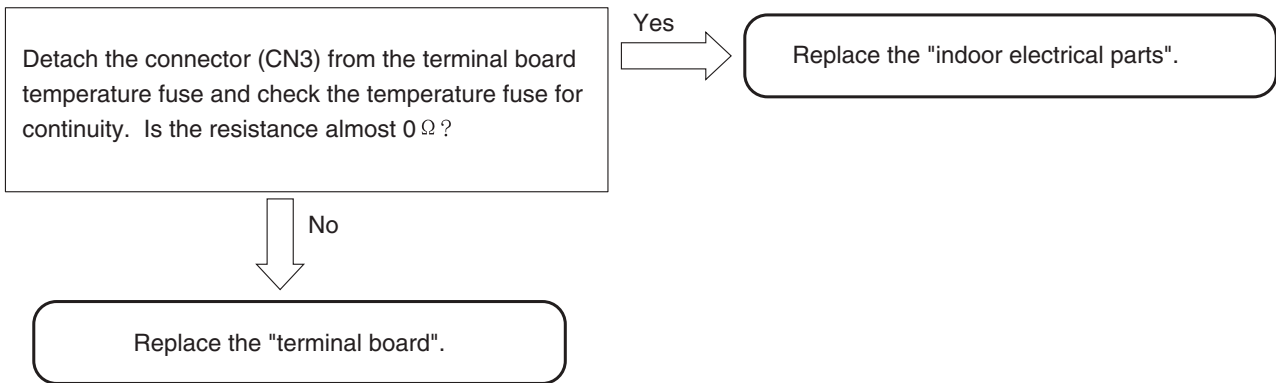 Yes
Detach the connector (CN3) from the terminal board
temperature fuse and check the temperature fuse for
continuity. Is the resistance almost 0 Ω ?
Replace the "indoor electrical parts".
No
Replace the "terminal board".